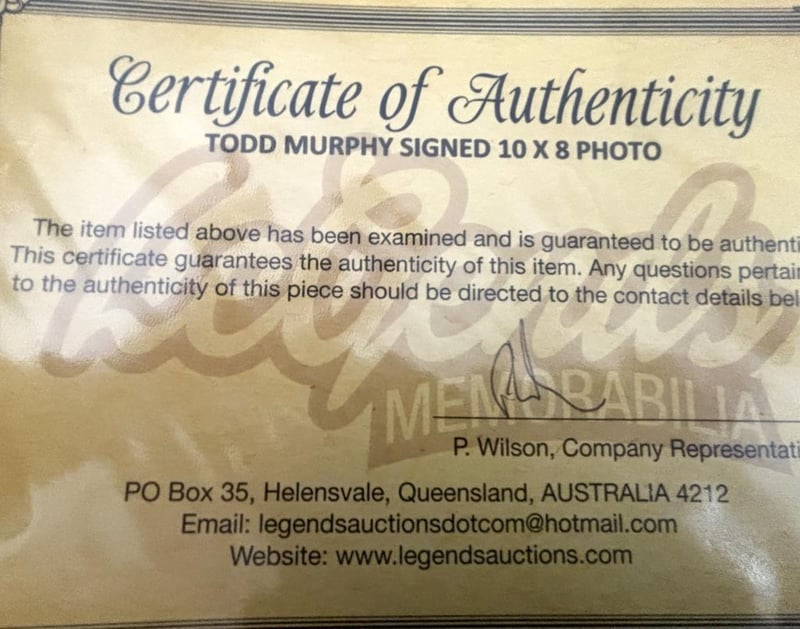 Certificate of Authenticity
TODD MURPHY SIGNED 10 X 8 PHOTO
The item listed above has been examined and is guaranteed to be authenti
This certificate guarantees the authenticity of this item. Any questions pertain
to the authenticity of this piece should be directed to the contact details bel
Legends
MEMORABILIA
P. Wilson, Company Representati
PO Box 35, Helensvale, Queensland, AUSTRALIA 4212
Email: legendsauctionsdotcom@hotmail.com
Website: www.legendsauctions.com